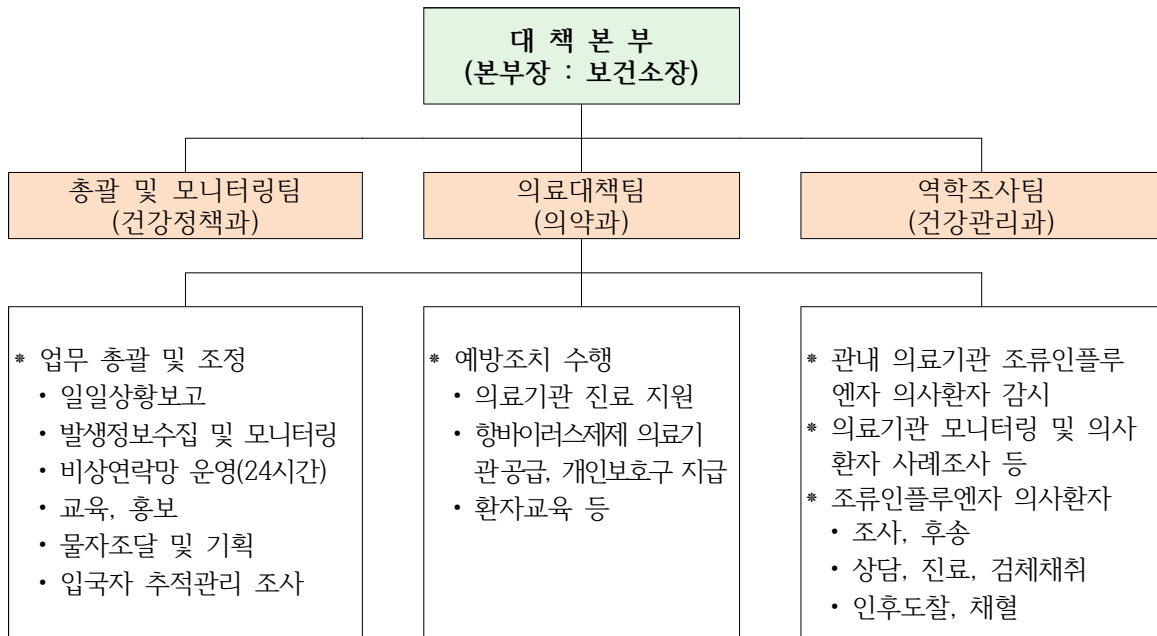 대 책 본 부
(본부장 : 보건소장)
총괄 및 모니터링팀
(건강정책과)
의료대책팀
(의약과)
역학조사팀
(건강관리과)
* 업무 총괄 및 조정
• 일일상황보고
• 발생정보수집 및 모니터링
• 비상연락망 운영(24시간)
• 교육, 홍보
• 물자조달 및 기획
• 입국자 추적관리 조사
* 예방조치 수행
• 의료기관 진료 지원
• 항바이러스제제 의료기
관공급, 개인보호구 지급
• 환자교육 등
* 관내 의료기관 조류인플루
엔자 의사환자 감시
* 의료기관 모니터링 및 의사
환자 사례조사 등
* 조류인플루엔자 의사환자
• 조사, 후송
• 상담, 진료, 검체채취
• 인후도찰, 채혈